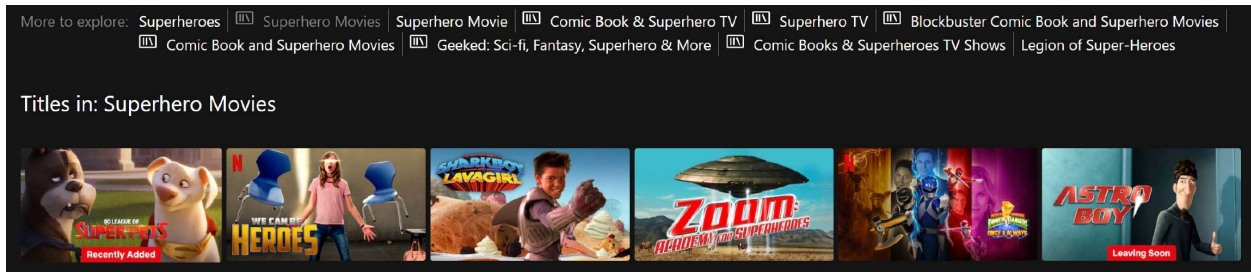 More to explore: Superheroes Superhero Movies Superhero Movie Comic Book & Superhero TV Superhero TV Blockbuster Comic Book and Superhero Movies
Comic Book and Superhero Movies Geeked: Sci-fi, Fantasy, Superhero & More Comic Books & Superheroes TV Shows Legion of Super-Heroes
Titles in: Superhero Movies
DC LEAGUE OF
SUPER-PETS
Recently Added
N
WE CAN BE
HEROES
SHARKBOY
LAVAGIRL
ZOOM:
ACADEMY FOR SUPERHEROES
N
POWER RANGERS
ONCE & ALWAYS
ASTRO
BOY
Leaving Soon